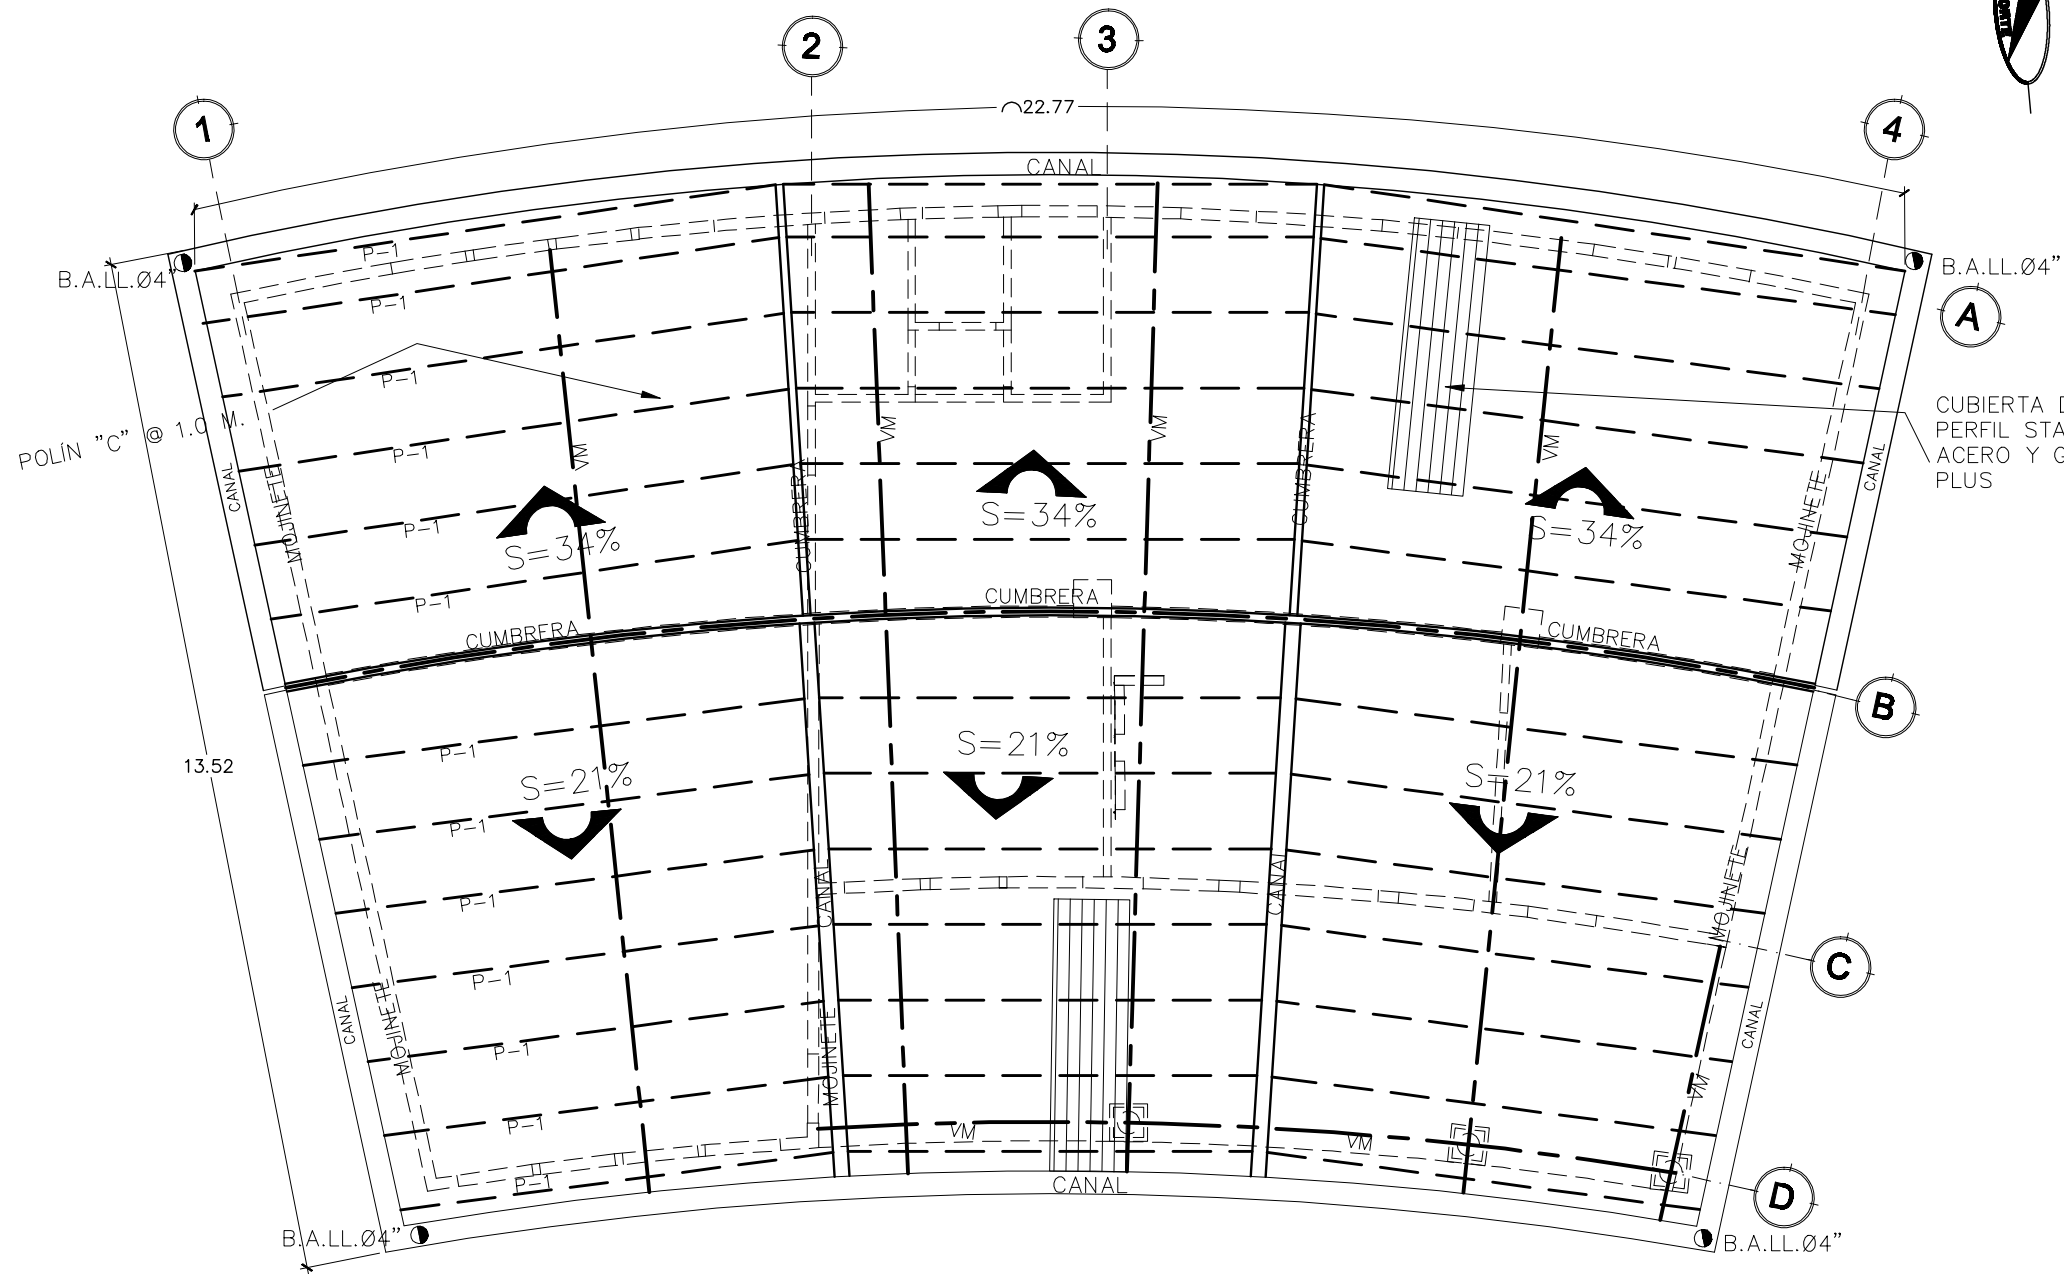 NORTE
2
3
1
4
22.77
CANAL
P-1
B.A.LL.Ø4"
B.A.LL.Ø4"
P-1
A
P-1
CUBIERTA D
PERFIL STA
ACERO Y G
PLUS
POLÍN "C" @ 1.0 M.
VM
VM
VM
VM
P-1
CANAL
MOJINETE
CUMBRERA
CUMBRERA
MOJINETE
CANAL
S=34%
S=34%
S=34%
P-1
P-1
CUMBRERA
CUMBRERA
CUMBRERA
B
13.52
P-1
S=21%
S=21%
S=21%
P-1
CANAL
CANAL
MOJINETE
P-1
C
P-1
CANAL
MOJINETE
MOJINETE
CANAL
P-1
VM
P-1
VM
VM
P-1
CANAL
D
B.A.LL.Ø4"
B.A.LL.Ø4"